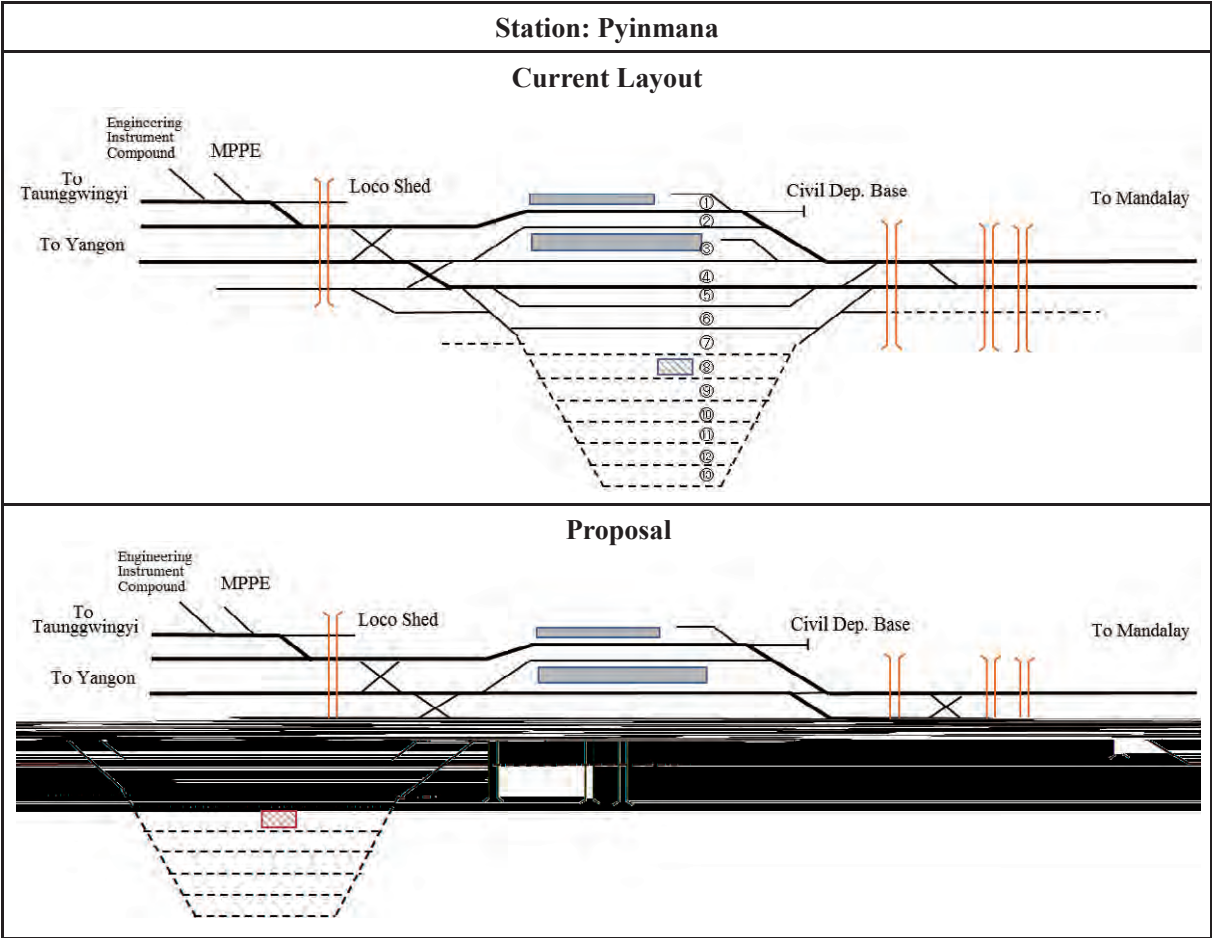 Station: Pyinmana
Current Layout
Engineering
Instrument
Compound
MPPE
To
Taunggwingyi
Loco Shed
Civil Dep. Base
To Mandalay
To Yangon
①
②
③
④
⑤
⑥
⑦
⑧
⑨
⑩
⑪
⑫
⑬
Proposal
Engineering
Instrument
Compound
MPPE
To
Taunggwingyi
Loco Shed
Civil Dep. Base
To Mandalay
To Yangon